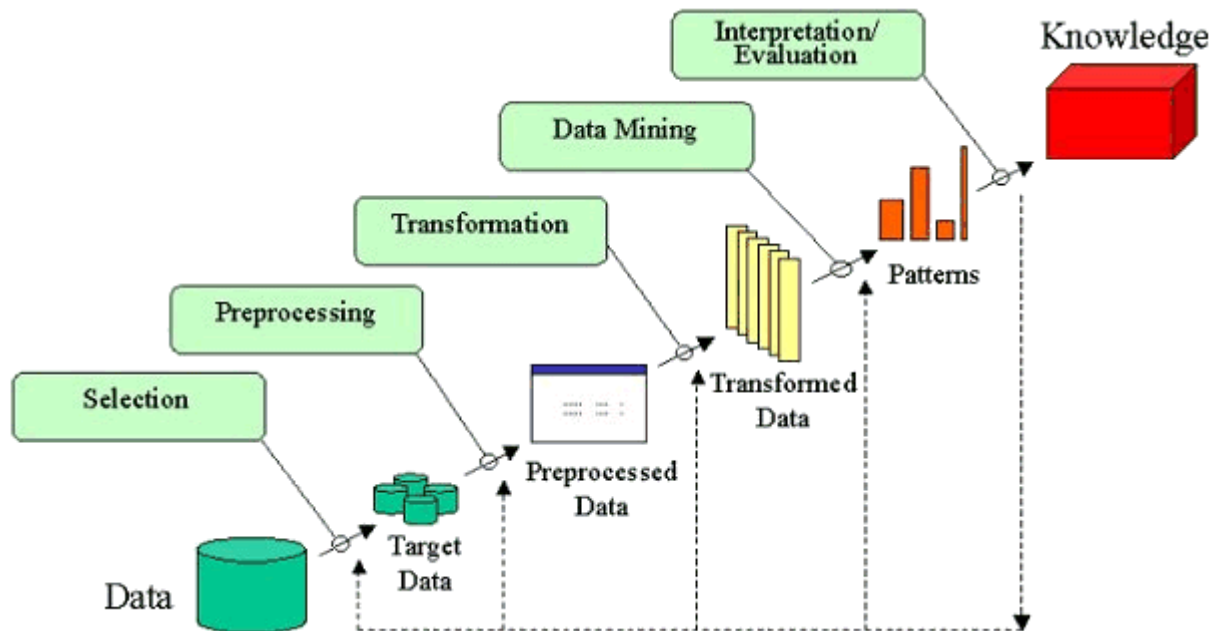 Interpretation/
Evaluation
Knowledge
Data Mining
Transformation
Patterns
Preprocessing
Transformed
Data
Selection
Preprocessed
Data
Target
Data
Data